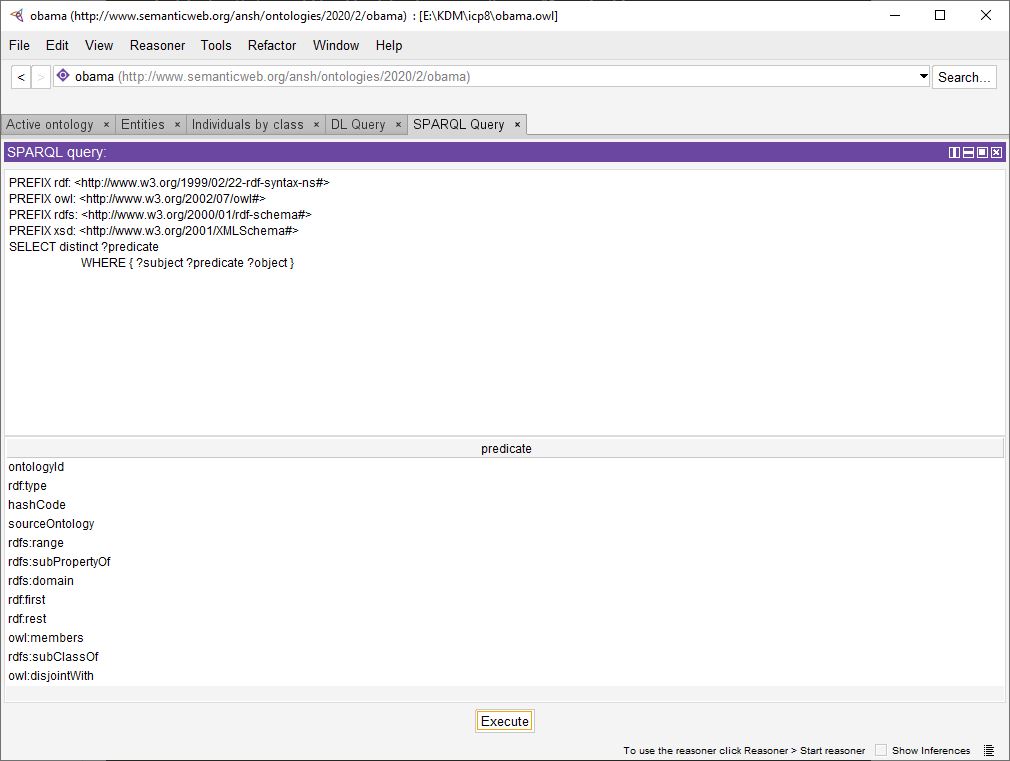 obama (http://www.semanticweb.org/ansh/ontologies/2020/2/obama) : [E:\KDM\icp8\obama.owl]
File Edit View Reasoner Tools Refactor Window Help
< > obama (http://www.semanticweb.org/ansh/ontologies/2020/2/obama) Search...
Active ontology × Entities × Individuals by class × DL Query × SPARQL Query ×
SPARQL query:
PREFIX rdf: <http://www.w3.org/1999/02/22-rdf-syntax-ns#>
PREFIX owl: <http://www.w3.org/2002/07/owl#>
PREFIX rdfs: <http://www.w3.org/2000/01/rdf-schema#>
PREFIX xsd: <http://www.w3.org/2001/XMLSchema#>
SELECT distinct ?predicate
WHERE { ?subject ?predicate ?object }
predicate
ontologyId
rdf:type
hashCode
sourceOntology
rdfs:range
rdfs:subPropertyOf
rdfs:domain
rdf:first
rdf:rest
owl:members
rdfs:subClassOf
owl:disjointWith
Execute
To use the reasoner click Reasoner > Start reasoner Show Inferences